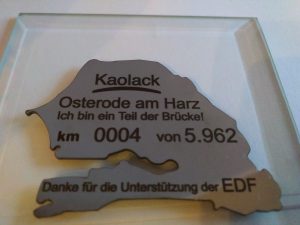 Kaolack
Osterode am Harz
Ich bin ein Teil der Brücke!
km 0004 von 5.962
Danke für die Unterstützung der EDF